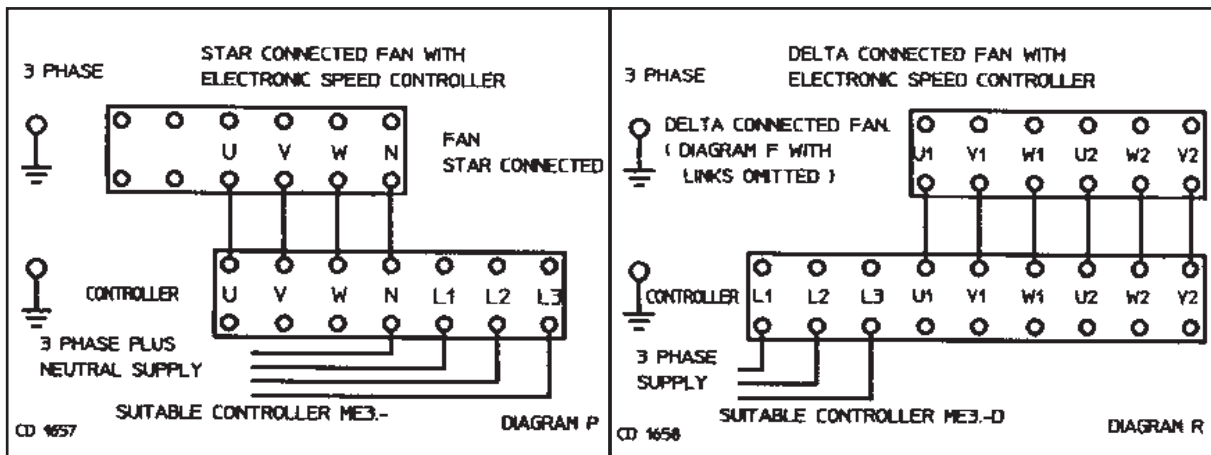 STAR CONNECTED FAN WITH
3 PHASE
ELECTRONIC SPEED CONTROLLER
FAN
U V W N
STAR CONNECTED
CONTROLLER
U V W N L1 L2 L3
3 PHASE PLUS
NEUTRAL SUPPLY
SUITABLE CONTROLLER ME3.-
DIAGRAM P
CD 1657
DELTA CONNECTED FAN WITH
3 PHASE
ELECTRONIC SPEED CONTROLLER
DELTA CONNECTED FAN.
( DIAGRAM F WITH
LINKS OMITTED )
U1 V1 W1 U2 W2 V2
CONTROLLER
L1 L2 L3 U1 V1 W1 U2 W2 V2
3 PHASE
SUPPLY
SUITABLE CONTROLLER ME3.-D
DIAGRAM R
CD 1658